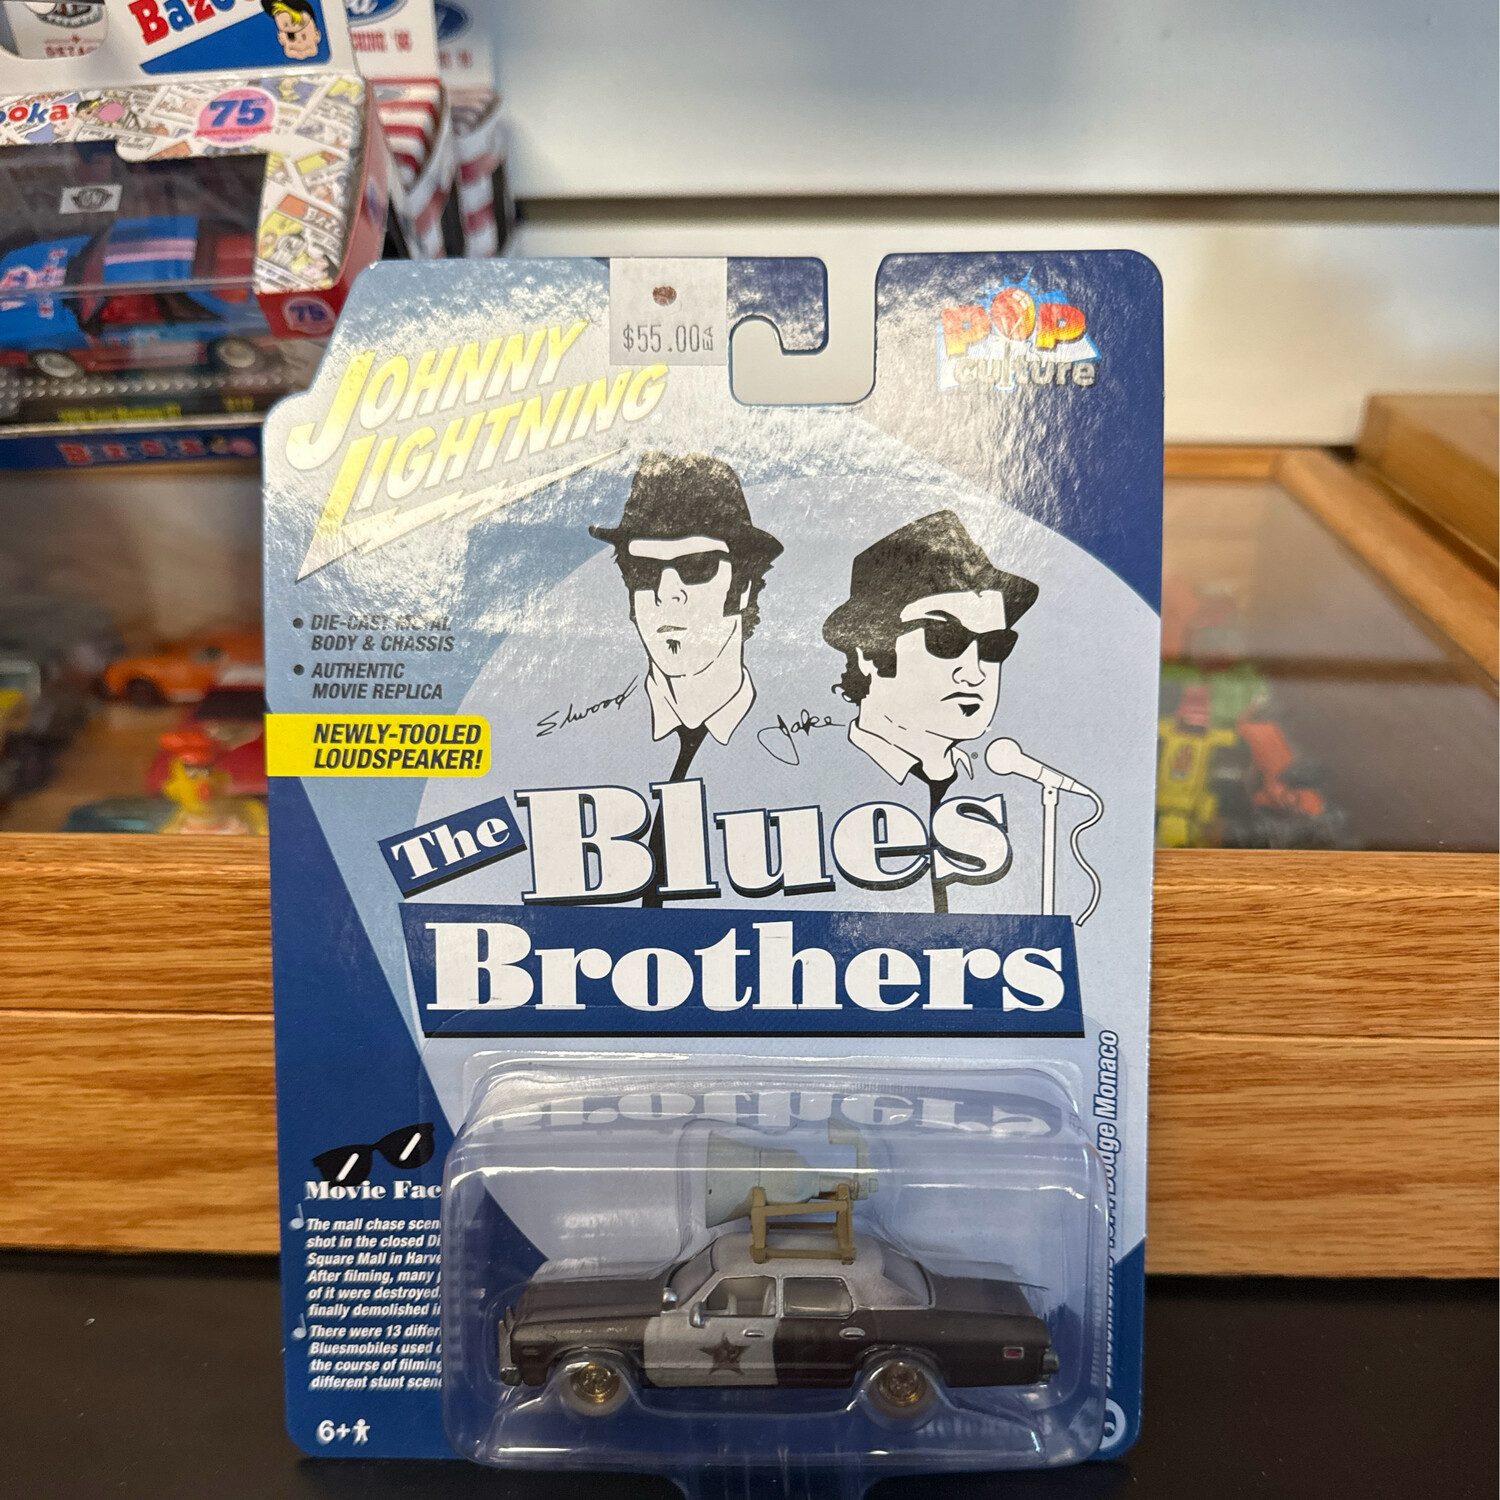 75
75
$55.00
JOHNNY
LIGHTNING
POP
culture
DIE-CAST METAL
BODY & CHASSIS
AUTHENTIC
MOVIE REPLICA
NEWLY-TOOLED
LOUDSPEAKER!
Elwood
Jake
The Blues
Brothers
Dodge Monaco
Movie Fac
The mall chase scen
shot in the closed Di
Square Mall in Harve
After filming, many
of it were destroyed
finally demolished i
There were 13 differ
Bluesmobiles used
the course of filming
different stunt scen
6+